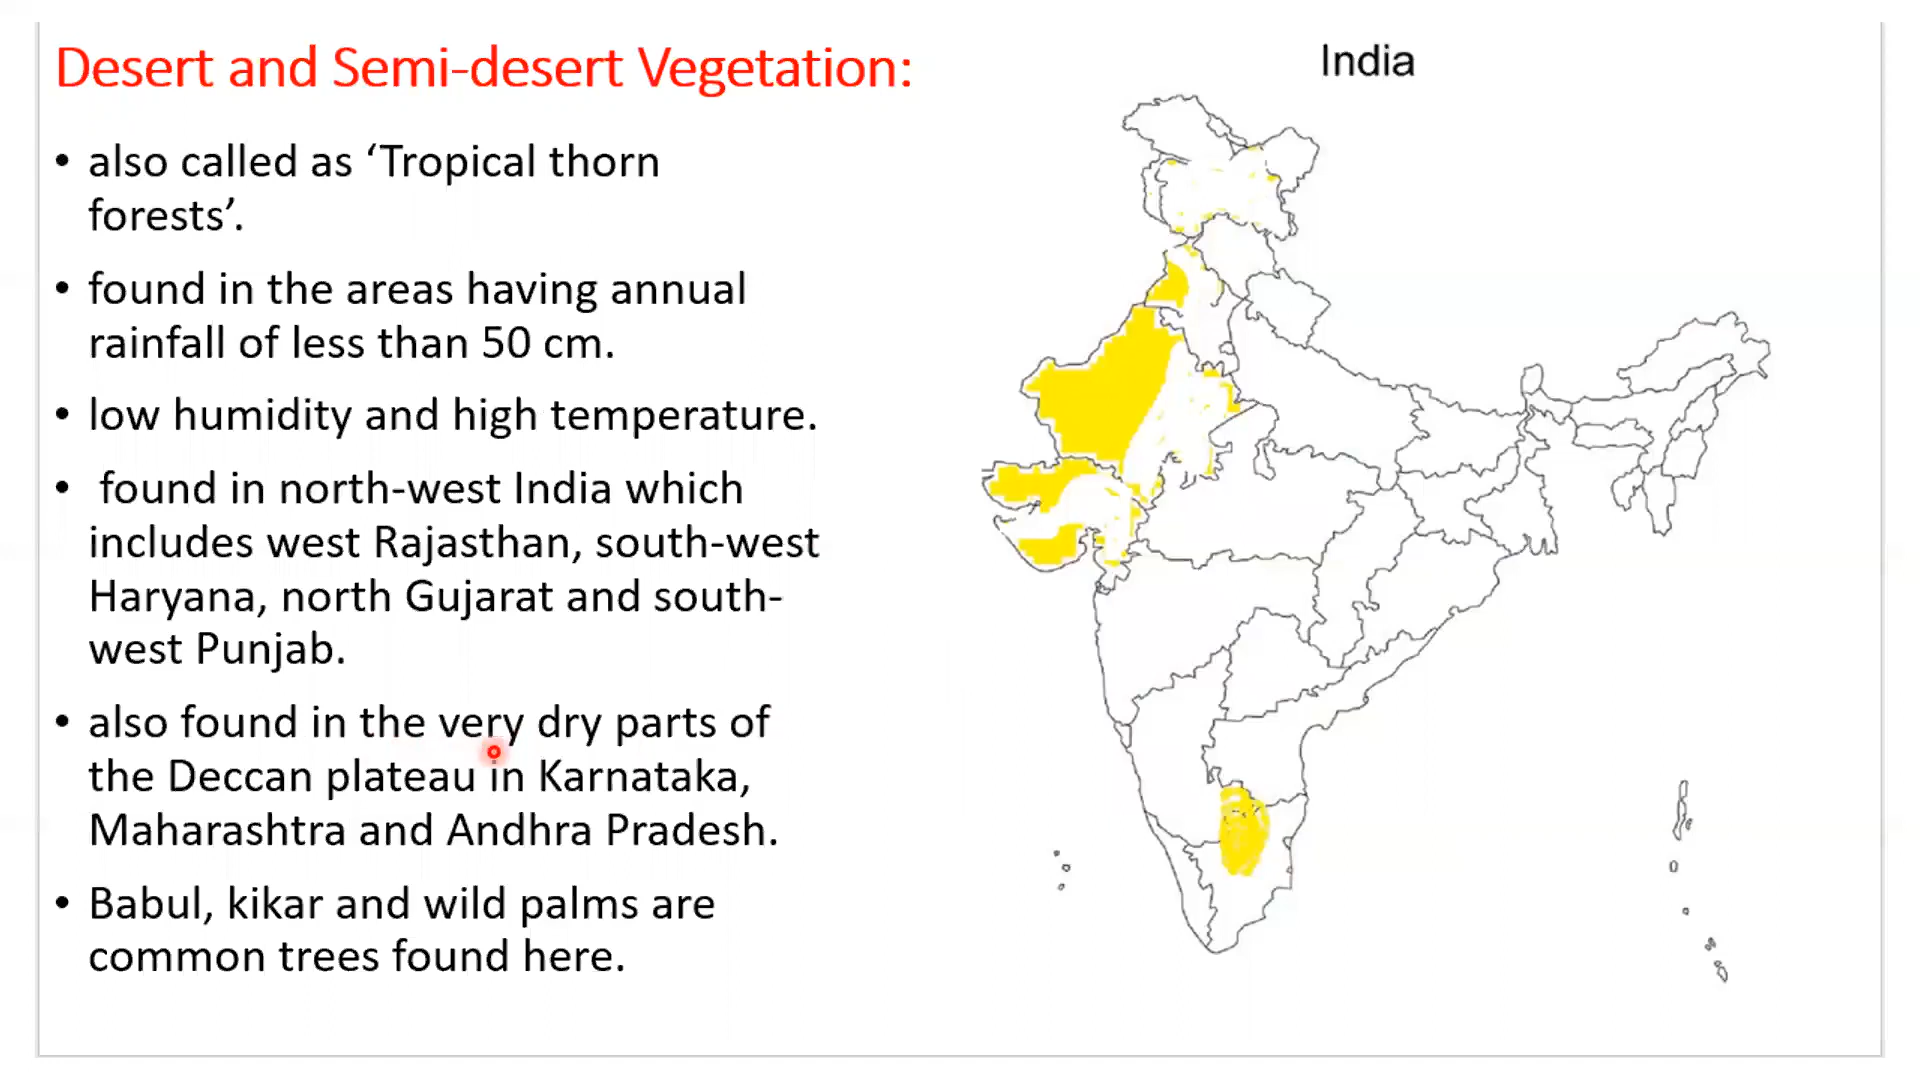 Desert and Semi-desert Vegetation:
India
• also called as ‘Tropical thorn
forests’.
• found in the areas having annual
rainfall of less than 50 cm.
• low humidity and high temperature.
• found in north-west India which
includes west Rajasthan, south-west
Haryana, north Gujarat and south-
west Punjab.
• also found in the very dry parts of
the Deccan plateau in Karnataka,
Maharashtra and Andhra Pradesh.
• Babul, kikar and wild palms are
common trees found here.